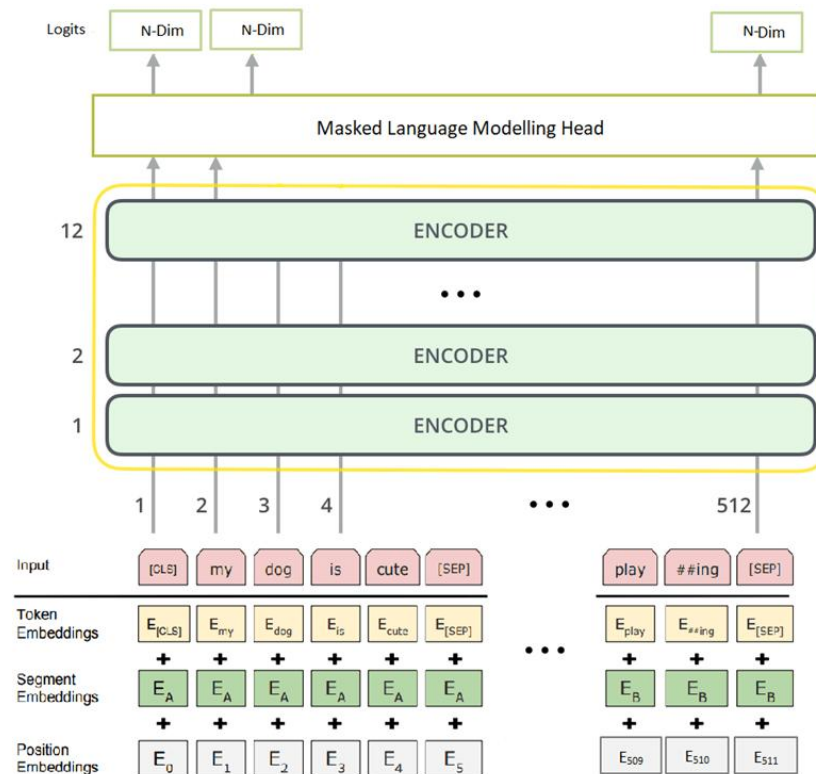 Logits N-Dim N-Dim N-Dim
Masked Language Modelling Head
12 ENCODER
•••
2 ENCODER
1 ENCODER
1 2 3 4 ••• 512
Input [CLS] my dog is cute [SEP] play ##ing [SEP]
Token
Embeddings E[CLS] Emy Edog Eis Ecute E[SEP] ••• Eplay E##ing E[SEP]
+ + + + + + + + +
Segment
Embeddings EA EA EA EA EA EA EB EB EB
+ + + + + + + + +
Position
Embeddings E0 E1 E2 E3 E4 E5 E509 E510 E511